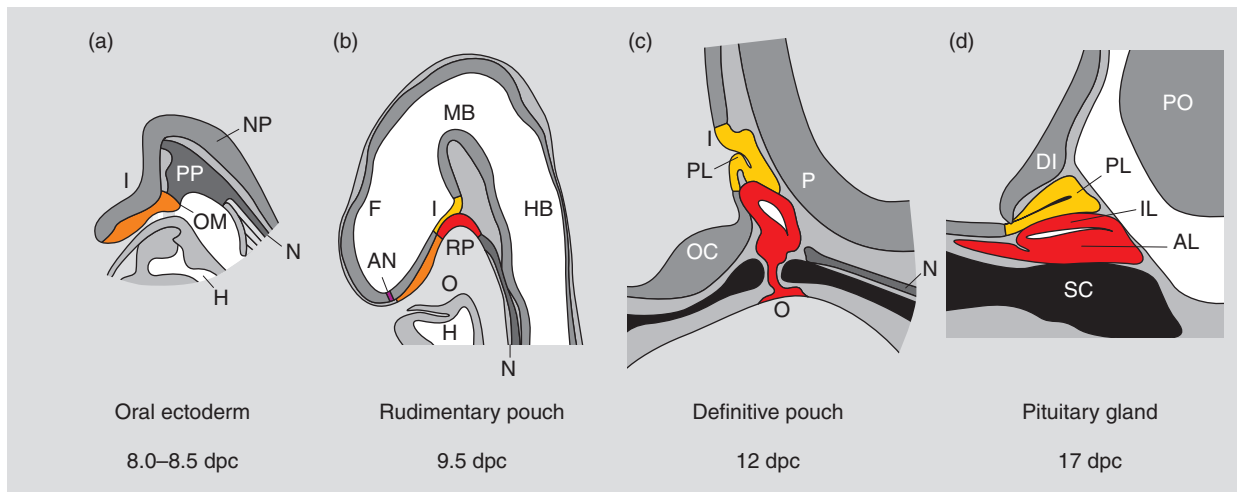 (a)
NP
PP
I
OM
N
H
Oral ectoderm
8.0–8.5 dpc
(b)
MB
F
I
HB
RP
AN
O
H
N
Rudimentary pouch
9.5 dpc
(c)
I
PL
P
OC
N
O
Definitive pouch
12 dpc
(d)
PO
DI
PL
IL
AL
SC
Pituitary gland
17 dpc